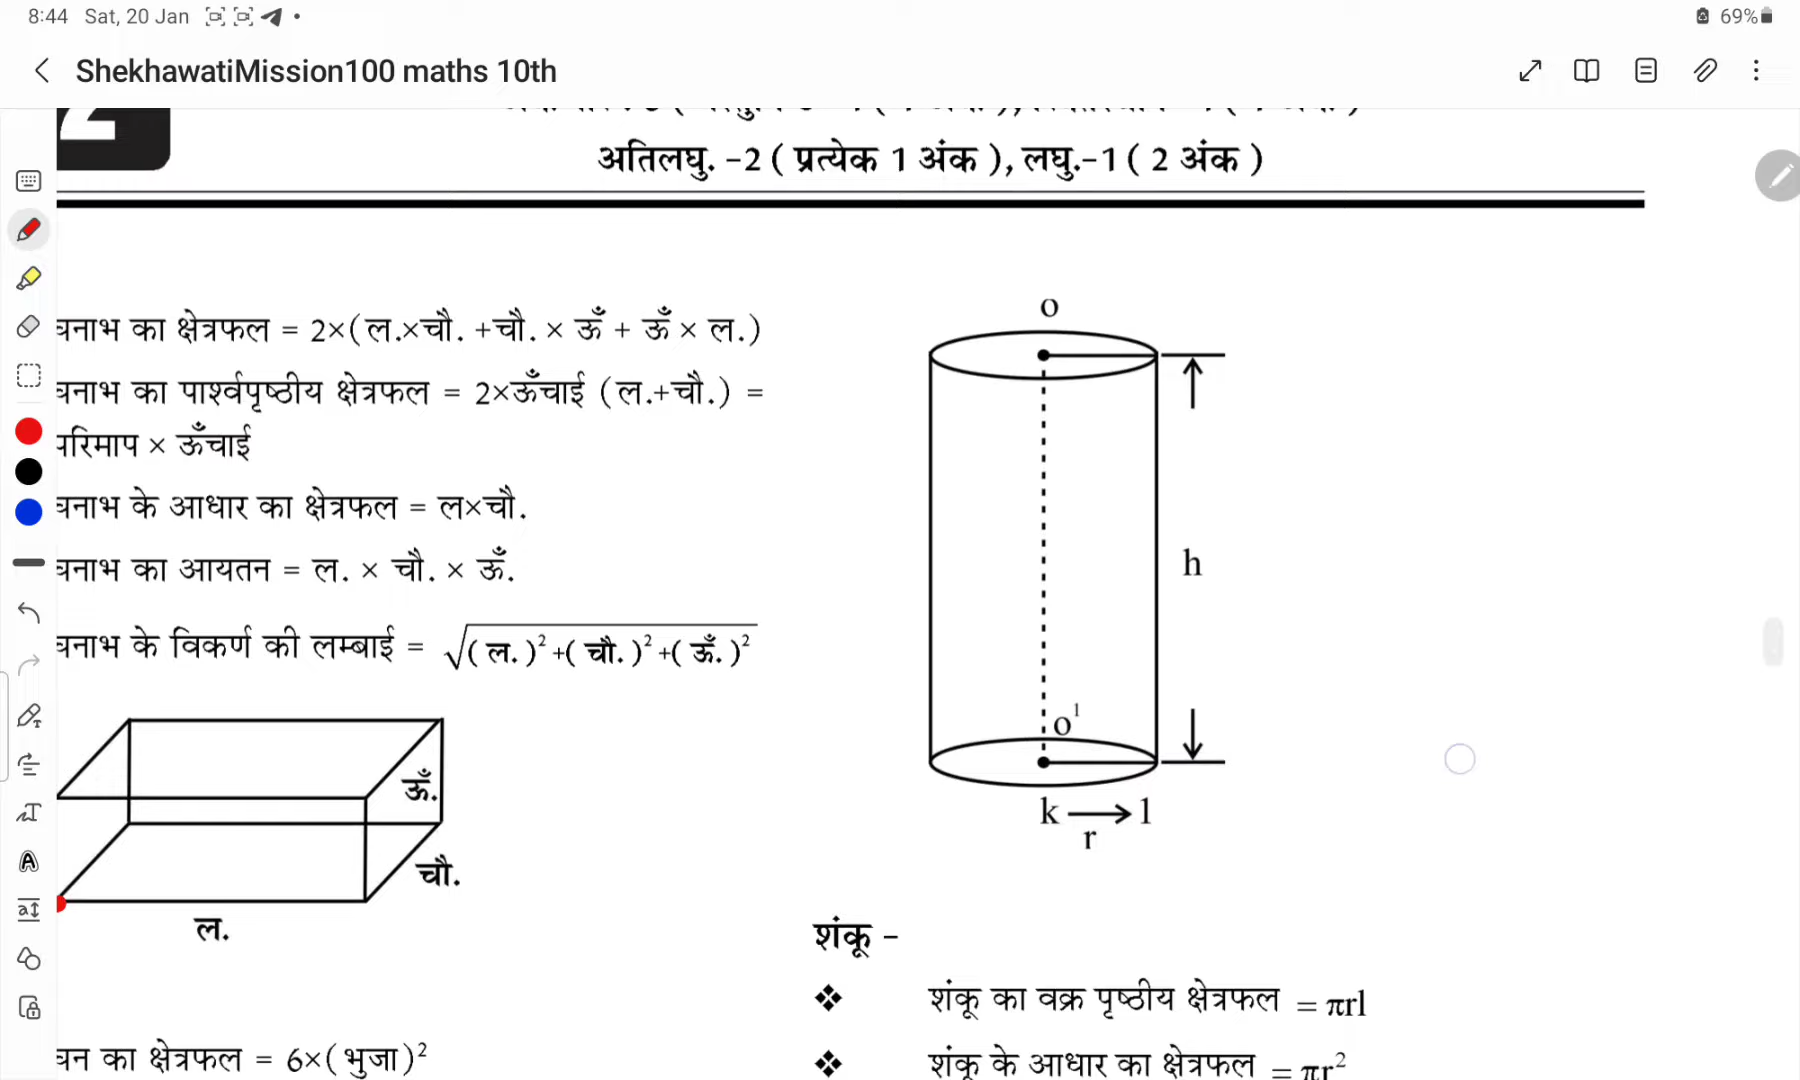 8:44 Sat, 20 Jan
69%
ShekhawatiMission100 maths 10th
2
अतिलघु. -2 ( प्रत्येक 1 अंक ), लघु.-1 ( 2 अंक )
घनाभ का क्षेत्रफल = 2×(ल.×चौ. +चौ. × ऊँ + ऊँ × ल.)
घनाभ का पार्श्वपृष्ठीय क्षेत्रफल = 2×ऊँचाई (ल.+चौ.) =
परिमाप × ऊँचाई
घनाभ के आधार का क्षेत्रफल = ल×चौ.
घनाभ का आयतन = ल. × चौ. × ऊँ.
घनाभ के विकर्ण की लम्बाई = √( ल. )² +( चौ. )² +( ऊँ. )²
ऊँ.
चौ.
ल.
घन का क्षेत्रफल = 6×( भुजा )²
o
h
o¹
k → l
r
शंकू -
❖ शंकू का वक्र पृष्ठीय क्षेत्रफल = πrl
❖ शंकू के आधार का क्षेत्रफल = πr²